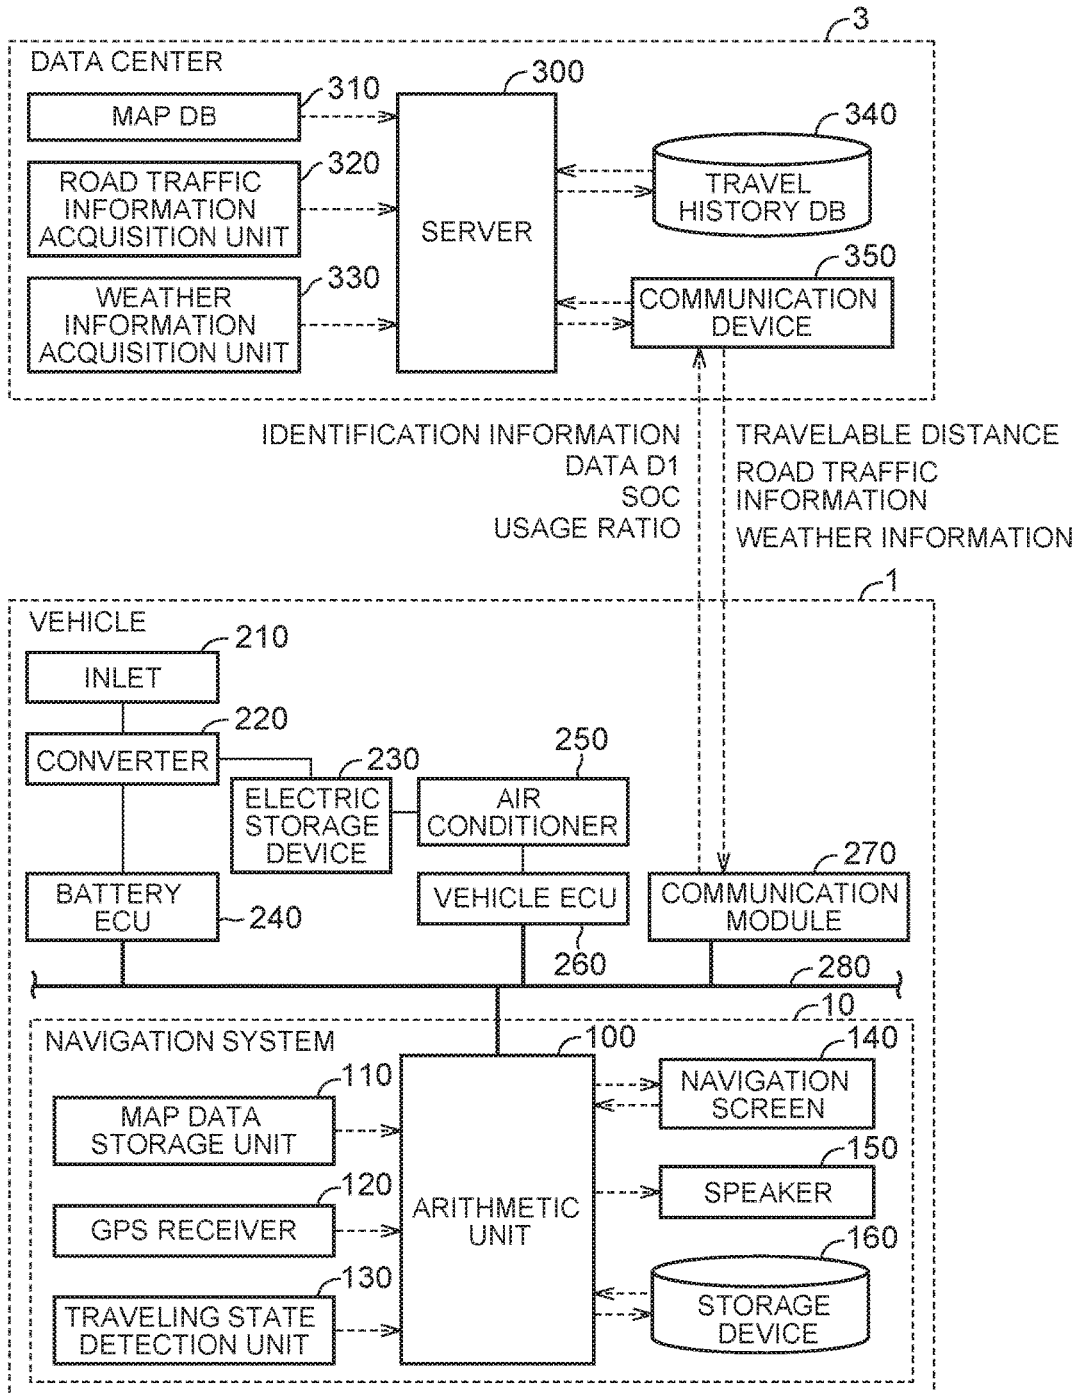 3
DATA CENTER
300
310
MAP DB
340
320
ROAD TRAFFIC
INFORMATION
ACQUISITION UNIT
TRAVEL
HISTORY DB
SERVER
350
330
WEATHER
INFORMATION
ACQUISITION UNIT
COMMUNICATION
DEVICE
IDENTIFICATION INFORMATION
DATA D1
SOC
USAGE RATIO
TRAVELABLE DISTANCE
ROAD TRAFFIC
INFORMATION
WEATHER INFORMATION
1
VEHICLE
210
INLET
220
CONVERTER
230
ELECTRIC
STORAGE
DEVICE
250
AIR
CONDITIONER
270
BATTERY
ECU
240
VEHICLE ECU
260
COMMUNICATION
MODULE
280
10
NAVIGATION SYSTEM
100
140
110
MAP DATA
STORAGE UNIT
NAVIGATION
SCREEN
150
120
GPS RECEIVER
ARITHMETIC
UNIT
SPEAKER
160
130
TRAVELING STATE
DETECTION UNIT
STORAGE
DEVICE